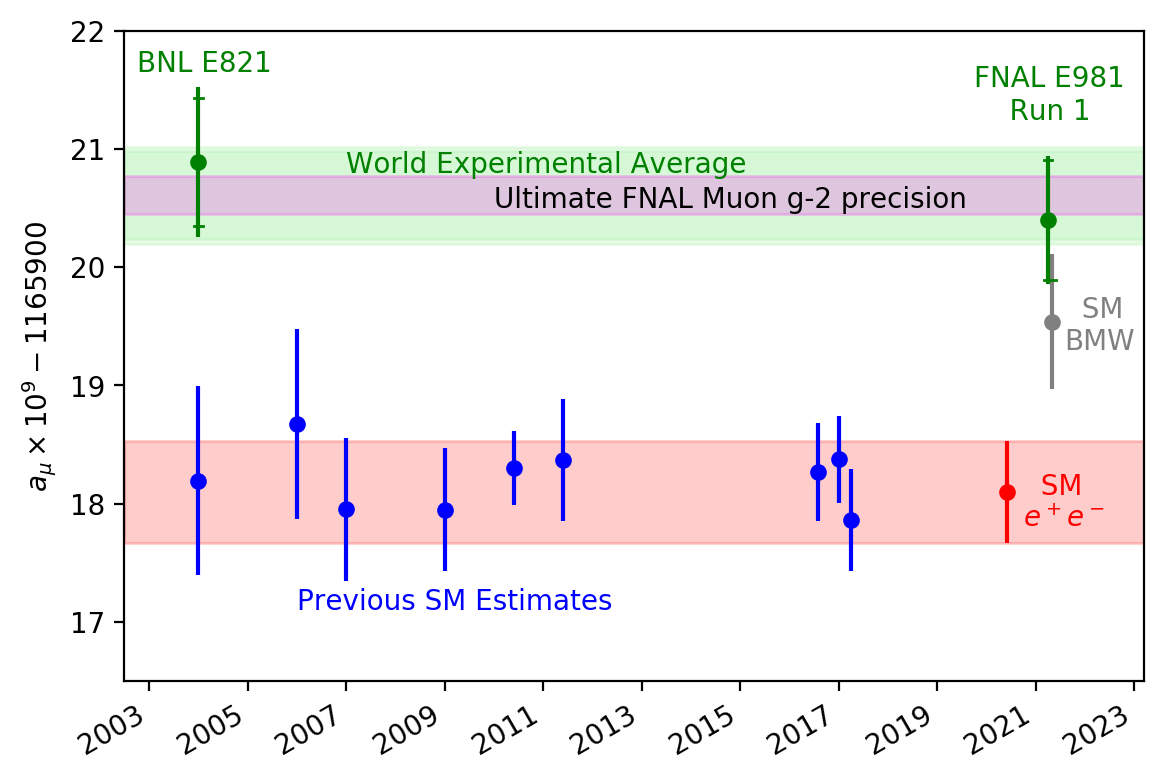 22
BNL E821
FNAL E981
Run 1
21
World Experimental Average
Ultimate FNAL Muon g-2 precision
20
SM
BMW
19
SM
e⁺e⁻
18
Previous SM Estimates
17
a_μ × 10⁹ − 1165900
2003 2005 2007 2009 2011 2013 2015 2017 2019 2021 2023